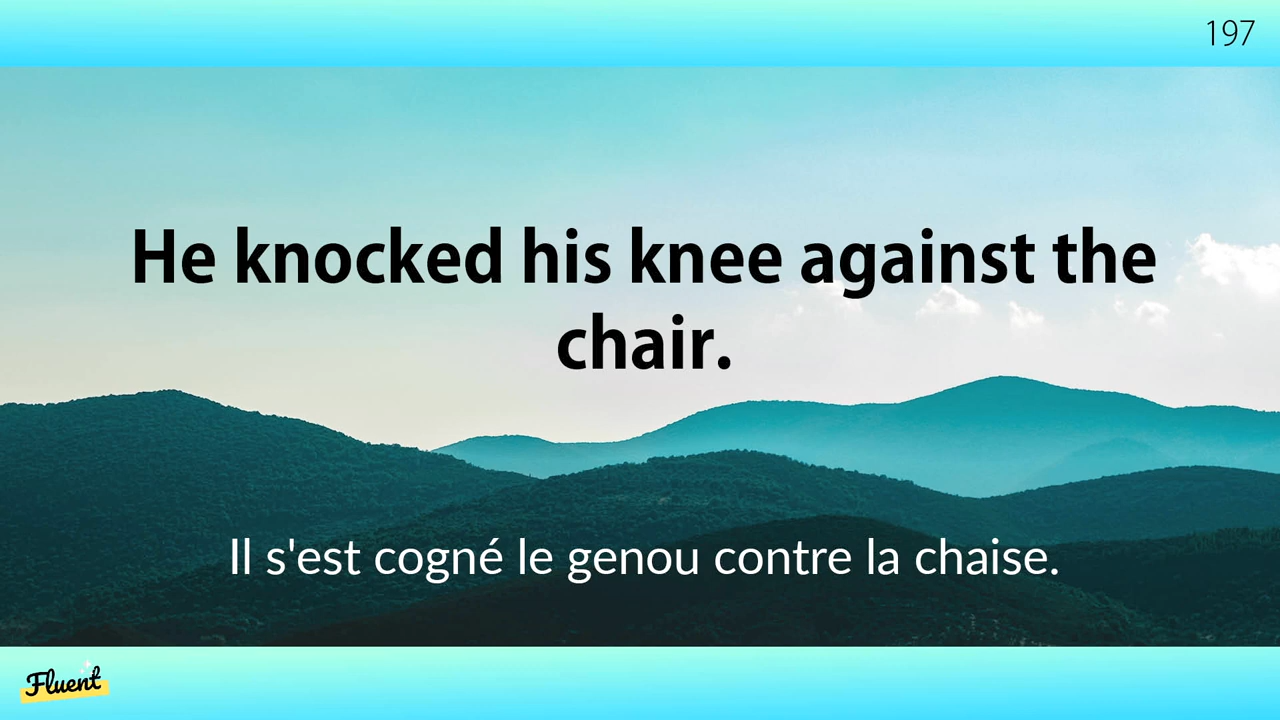 197
He knocked his knee against the
chair.
Il s'est cogné le genou contre la chaise.
Fluent